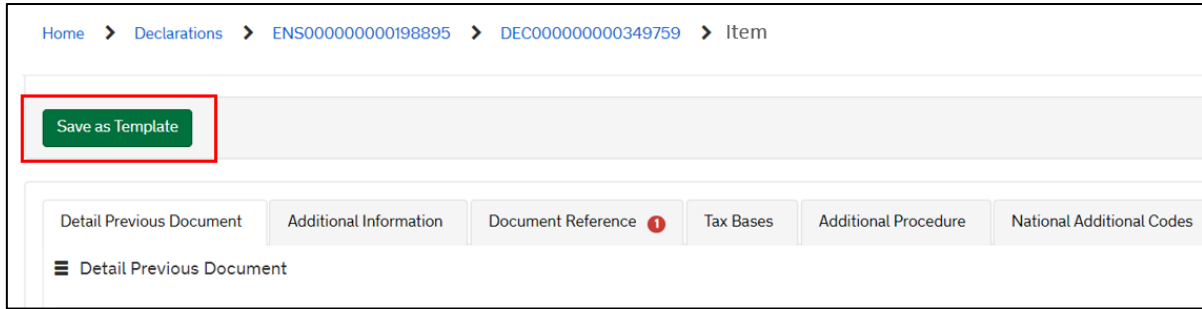 Home > Declarations > ENS000000000198895 > DEC000000000349759 > Item
Save as Template
Detail Previous Document Additional Information Document Reference 1 Tax Bases Additional Procedure National Additional Codes
Detail Previous Document